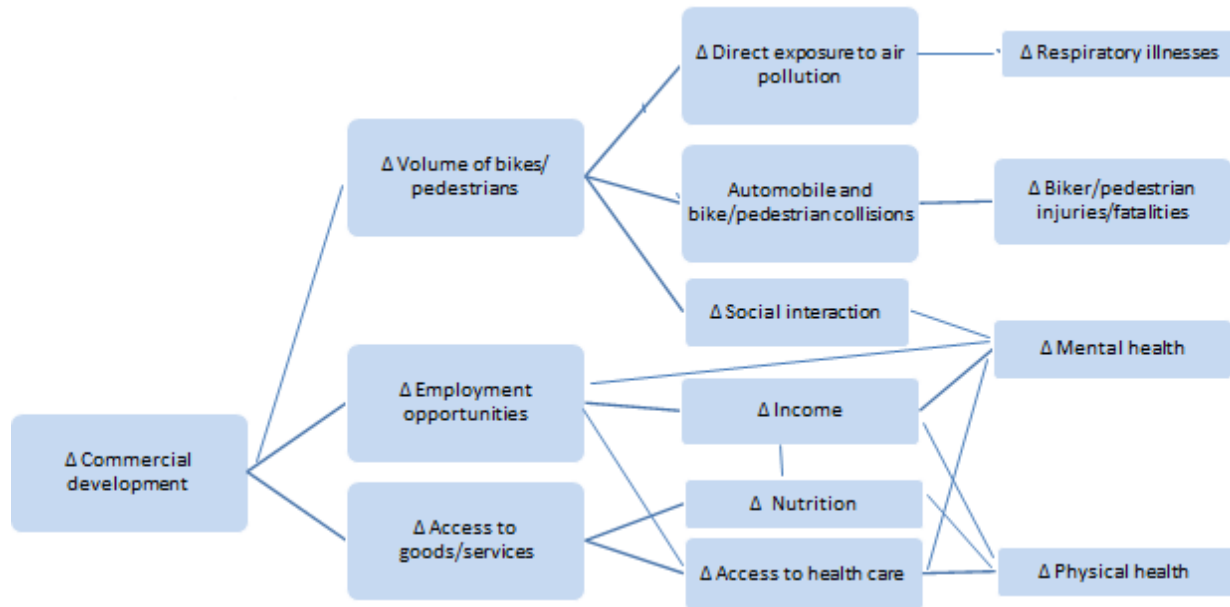 Δ Direct exposure to air
pollution
Δ Respiratory illnesses
Δ Volume of bikes/
pedestrians
Automobile and
bike/pedestrian collisions
Δ Biker/pedestrian
injuries/fatalities
Δ Social interaction
Δ Mental health
Δ Employment
opportunities
Δ Income
Δ Commercial
development
Δ Nutrition
Δ Access to
goods/services
Δ Access to health care
Δ Physical health